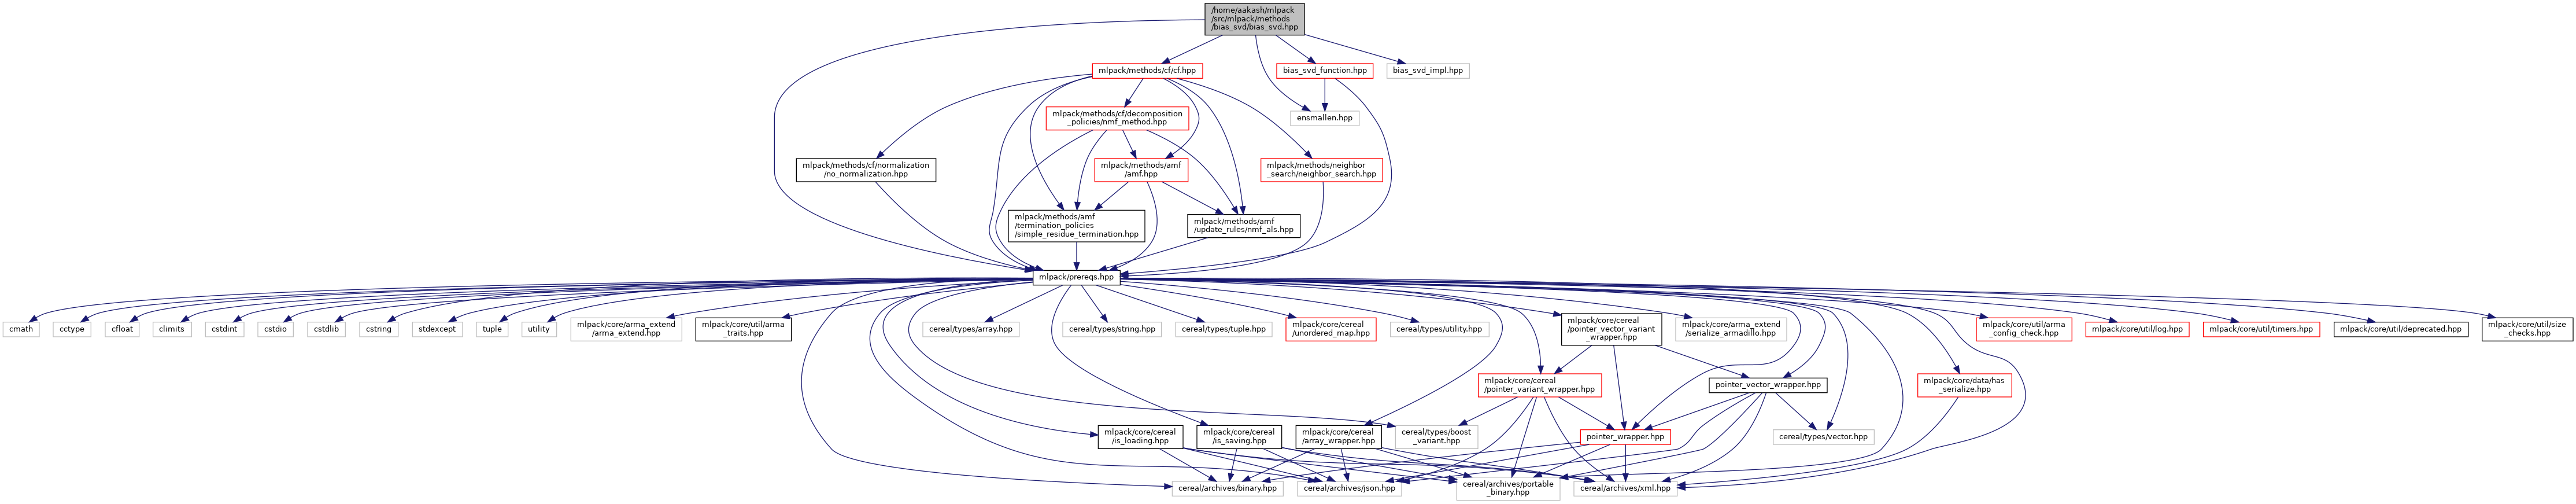 /home/aakash/mlpack
/src/mlpack/methods
/bias_svd/bias_svd.hpp
mlpack/methods/cf/cf.hpp
bias_svd_function.hpp
bias_svd_impl.hpp
mlpack/methods/cf/decomposition
_policies/nmf_method.hpp
ensmallen.hpp
mlpack/methods/cf/normalization
/no_normalization.hpp
mlpack/methods/amf
/amf.hpp
mlpack/methods/neighbor
_search/neighbor_search.hpp
mlpack/methods/amf
/termination_policies
/simple_residue_termination.hpp
mlpack/methods/amf
/update_rules/nmf_als.hpp
mlpack/prereqs.hpp
cmath
cctype
cfloat
climits
cstdint
cstdio
cstdlib
cstring
stdexcept
tuple
utility
mlpack/core/arma_extend
/arma_extend.hpp
mlpack/core/util/arma
_traits.hpp
cereal/types/array.hpp
cereal/types/string.hpp
cereal/types/tuple.hpp
mlpack/core/cereal
/unordered_map.hpp
cereal/types/utility.hpp
mlpack/core/cereal
/pointer_vector_variant
_wrapper.hpp
mlpack/core/arma_extend
/serialize_armadillo.hpp
mlpack/core/util/arma
_config_check.hpp
mlpack/core/util/log.hpp
mlpack/core/util/timers.hpp
mlpack/core/util/deprecated.hpp
mlpack/core/util/size
_checks.hpp
mlpack/core/cereal
/pointer_variant_wrapper.hpp
pointer_vector_wrapper.hpp
mlpack/core/data/has
_serialize.hpp
mlpack/core/cereal
/is_loading.hpp
mlpack/core/cereal
/is_saving.hpp
mlpack/core/cereal
/array_wrapper.hpp
cereal/types/boost
_variant.hpp
pointer_wrapper.hpp
cereal/types/vector.hpp
cereal/archives/binary.hpp
cereal/archives/json.hpp
cereal/archives/portable
_binary.hpp
cereal/archives/xml.hpp